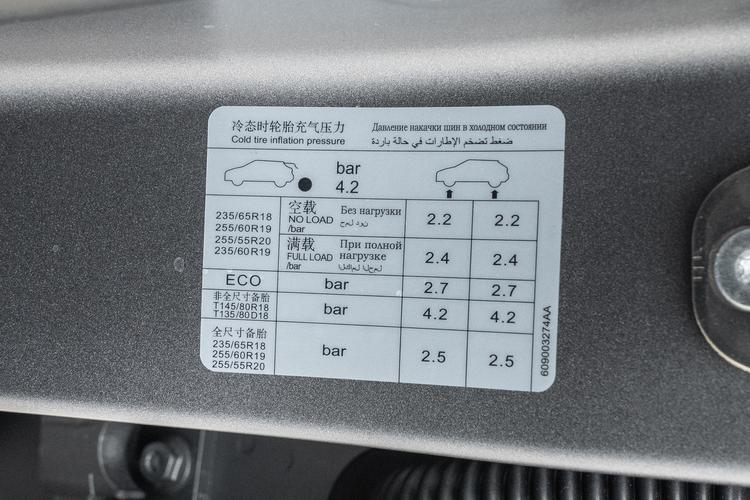 冷态时轮胎充气压力 Давление накачки шин в холодном состоянии
Cold tire inflation pressure ضغط تضخم الإطارات في حالة باردة
bar
4.2
235/65R18
255/60R19
255/55R20
235/60R19
空载 Без нагрузки
NO LOAD
/bar
2.2 2.2
满载 При полной
FULL LOAD нагрузке
/bar
2.4 2.4
ECO bar 2.7 2.7
非全尺寸备胎
T145/80R18
T135/80D18
bar 4.2 4.2
全尺寸备胎
235/65R18
255/60R19
255/55R20
bar 2.5 2.5
609003274AA